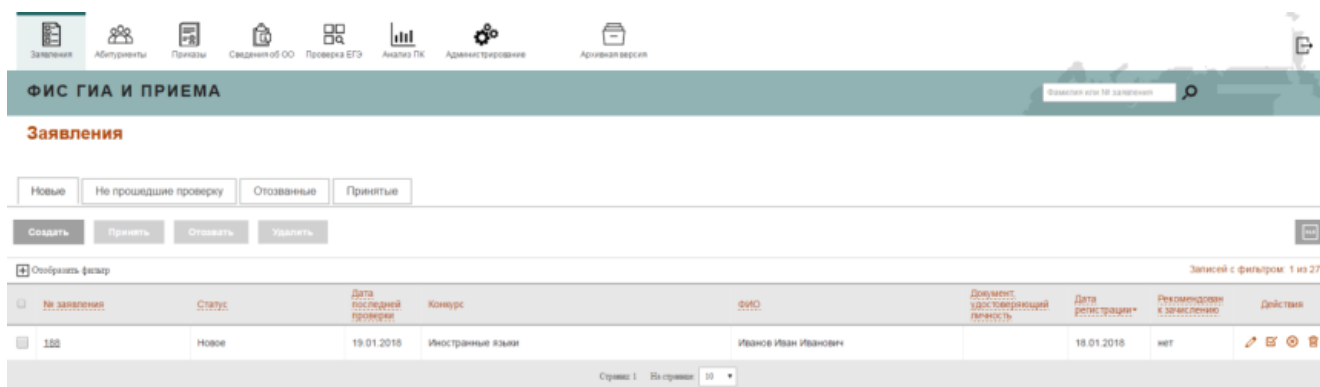 Заявления Абитуриенты Приказы Сведения об ОО Проверка ЕГЭ Анализ ПК Администрирование Архивная версия
ФИС ГИА И ПРИЕМА Фамилия или № заявления
Заявления
Новые Не прошедшие проверку Отозванные Принятые
Создать Принять Отозвать Удалить
Отобразить фильтр Записей с фильтром: 1 из 27
№ заявления Статус Дата последней проверки Конкурс ФИО Документ, удостоверяющий личность Дата регистрации Рекомендован к зачислению Действия
188 Новое 19.01.2018 Иностранные языки Иванов Иван Иванович 18.01.2018 нет
Страниц: 1 На странице: 10